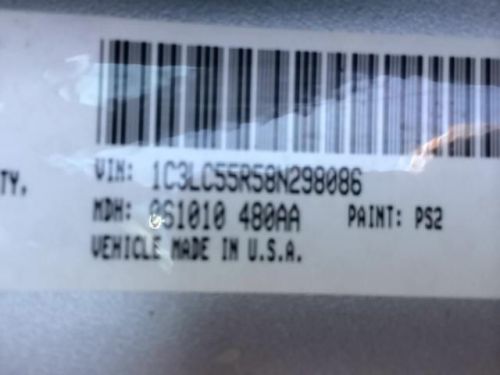 VIN: 1C3LC55R58N298086
TY.
MDH: 061010 480AA PAINT: PS2
VEHICLE MADE IN U.S.A.